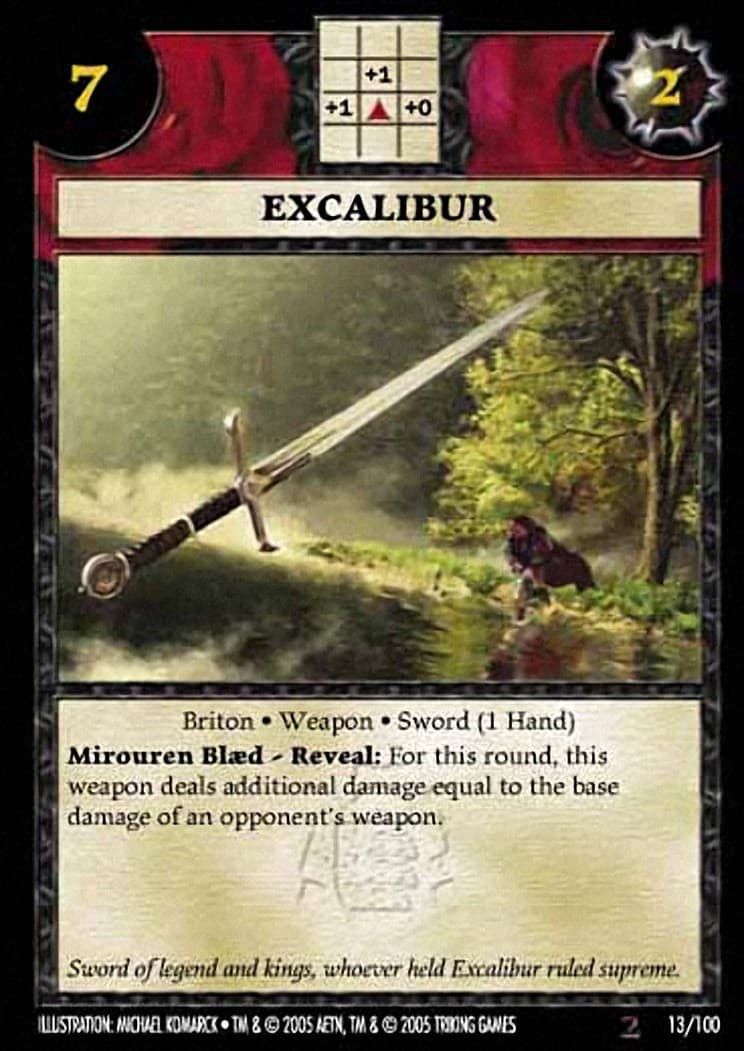 7
+1
+1 +0
2
EXCALIBUR
Briton • Weapon • Sword (1 Hand)
Mirouren Blæd - Reveal: For this round, this
weapon deals additional damage equal to the base
damage of an opponent's weapon.
Sword of legend and kings, whoever held Excalibur ruled supreme.
ILLUSTRATION: MICHAEL KOMARCK • TM & © 2005 AETN, TM & © 2005 TRIKING GAMES
2 13/100